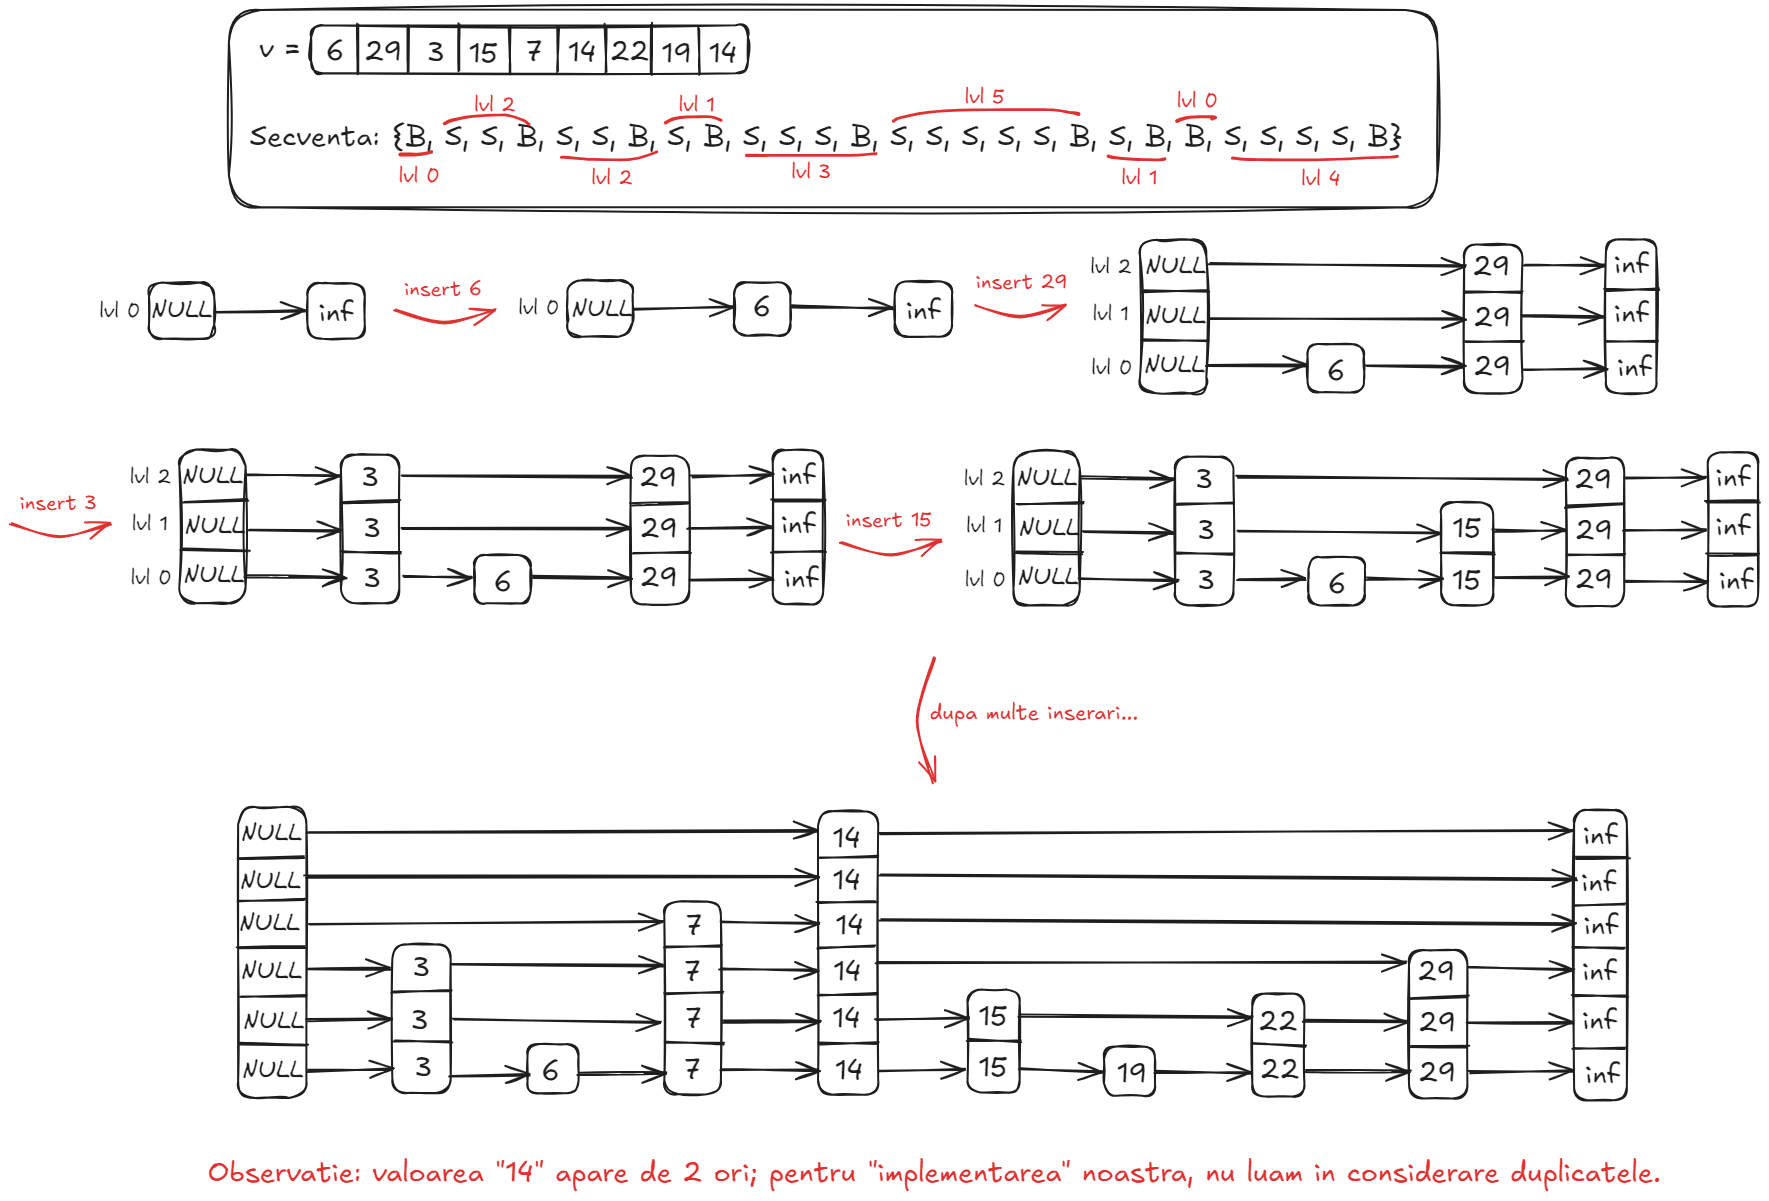 v = 6 29 3 15 7 14 22 19 14
lvl 2 lvl 1 lvl 5 lvl 0
Secventa: {B, S, S, B, S, S, B, S, B, S, S, S, B, S, S, S, S, S, B, S, B, B, S, S, S, S, B}
lvl 0 lvl 2 lvl 3 lvl 1 lvl 4
lvl 0 NULL inf
insert 6
lvl 0 NULL 6 inf
insert 29
lvl 2 NULL 29 inf
lvl 1 NULL 29 inf
lvl 0 NULL 6 29 inf
insert 3
lvl 2 NULL 3 29 inf
lvl 1 NULL 3 29 inf
lvl 0 NULL 3 6 29 inf
insert 15
lvl 2 NULL 3 29 inf
lvl 1 NULL 3 15 29 inf
lvl 0 NULL 3 6 15 29 inf
dupa multe inserari...
NULL 14 inf
NULL 14 inf
NULL 7 14 inf
NULL 3 7 14 29 inf
NULL 3 7 14 15 22 29 inf
NULL 3 6 7 14 15 19 22 29 inf
Observatie: valoarea "14" apare de 2 ori; pentru "implementarea" noastra, nu luam in considerare duplicatele.